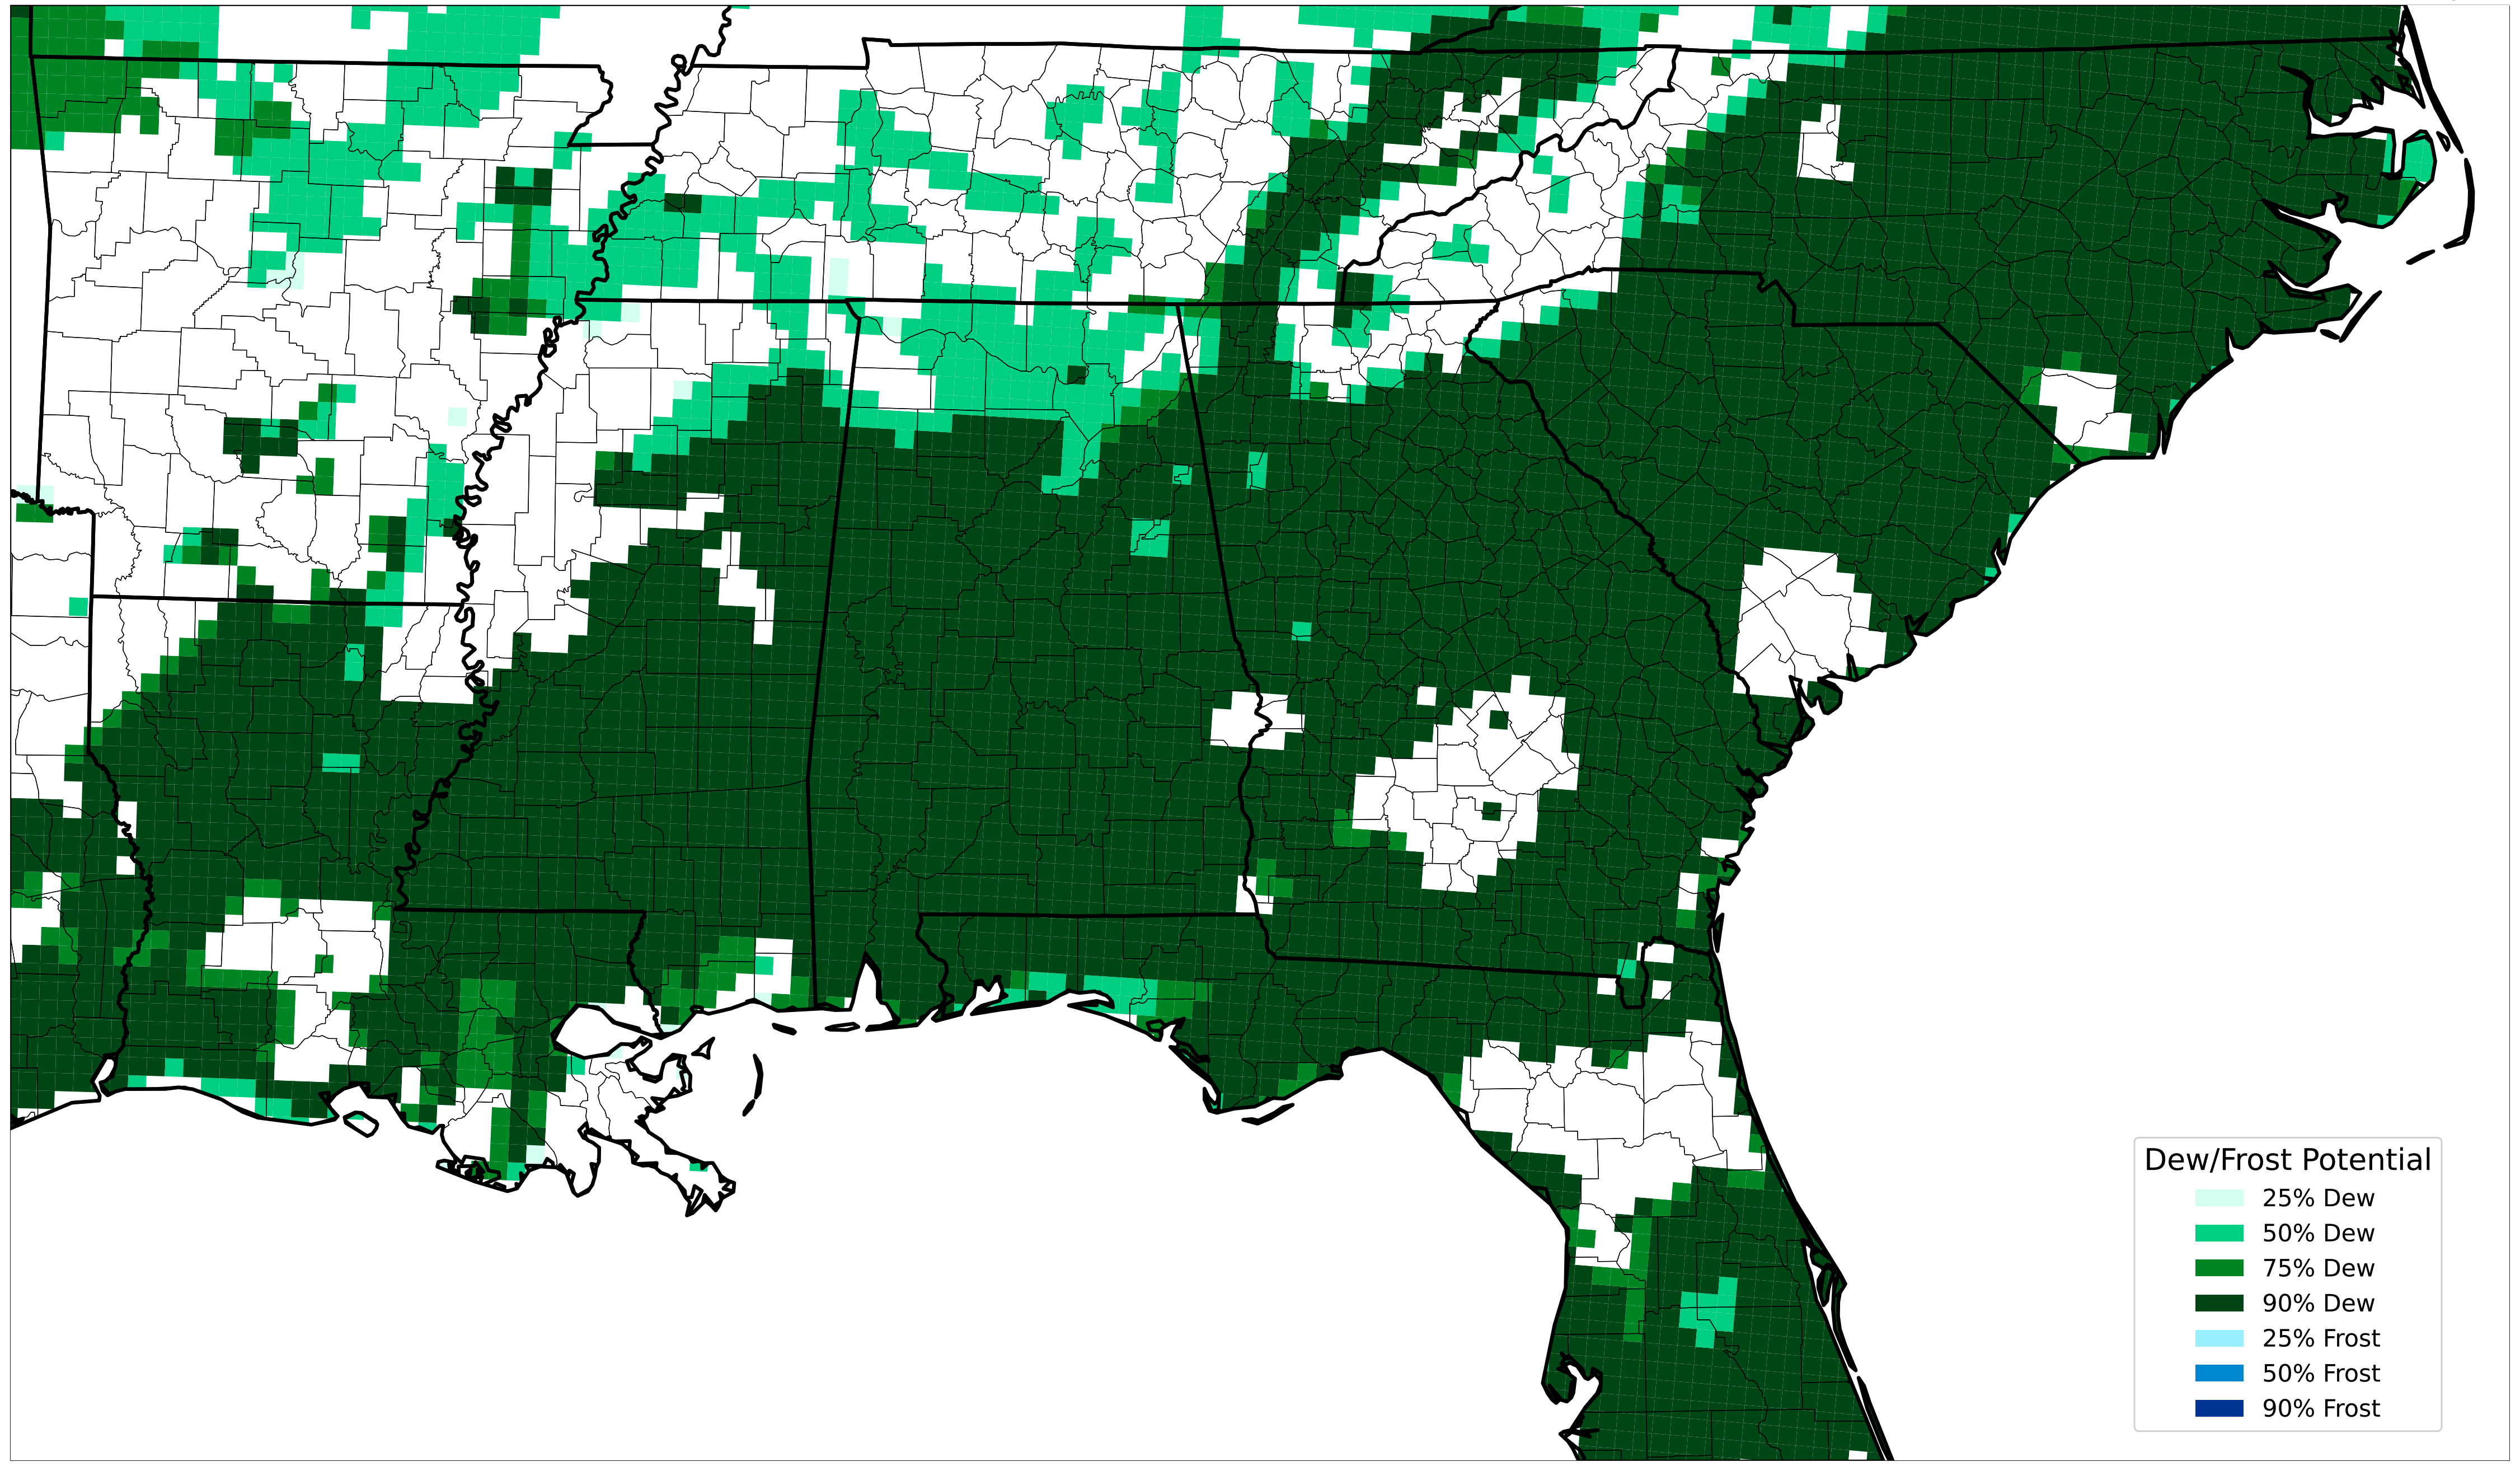 Dew/Frost Potential
25% Dew
50% Dew
75% Dew
90% Dew
25% Frost
50% Frost
90% Frost